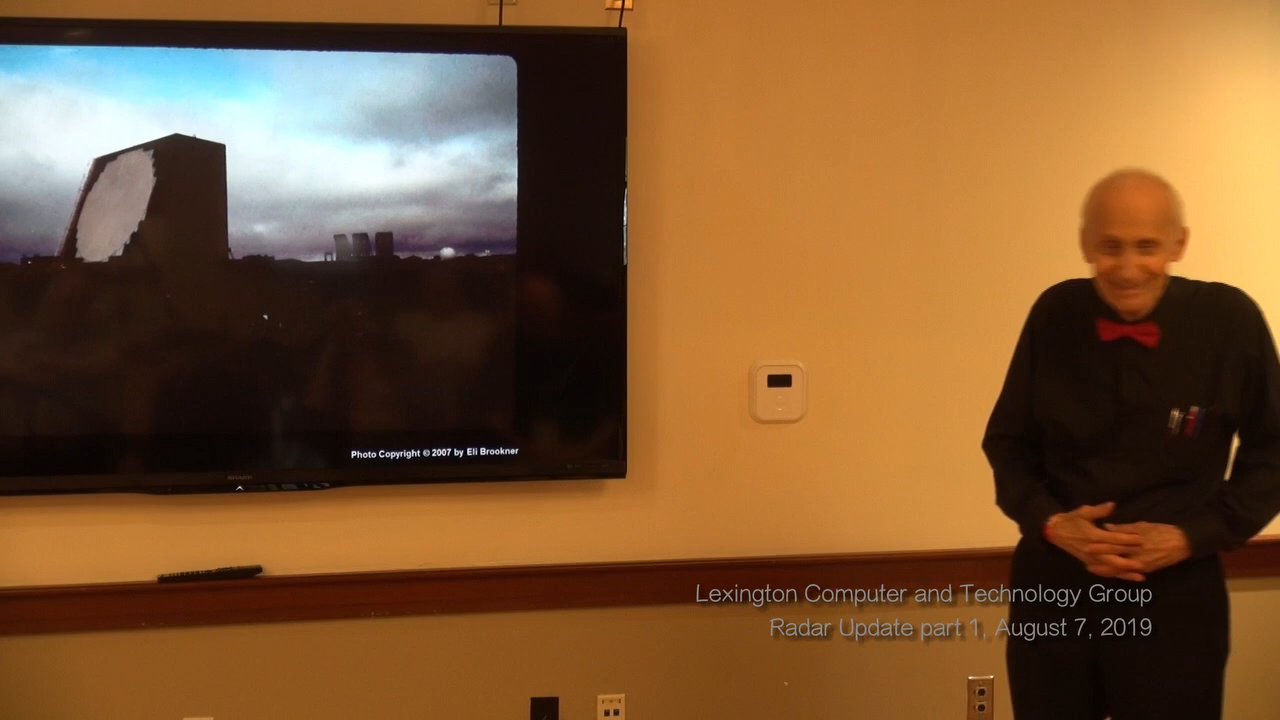 Photo Copyright © 2007 by Eli Brookner
Lexington Computer and Technology Group
Radar Update part 1, August 7, 2019